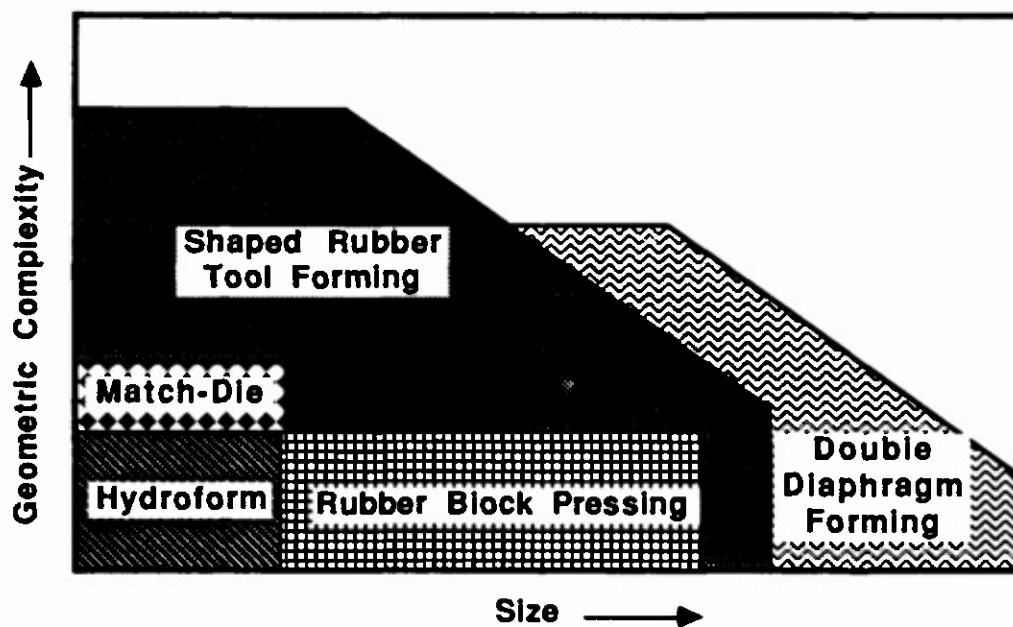 Geometric Complexity
Shaped Rubber
Tool Forming
Match-Die
Hydroform
Rubber Block Pressing
Double
Diaphragm
Forming
Size